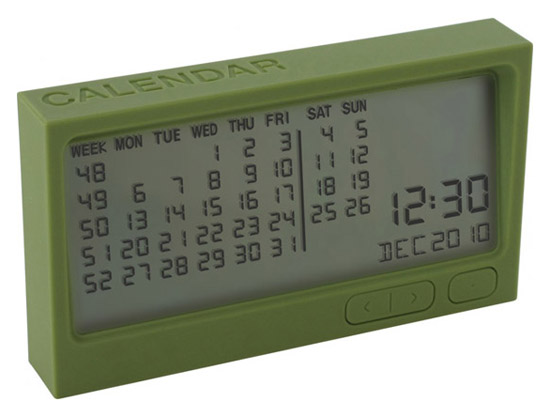 CALENDAR
WEEK MON TUE WED THU FRI SAT SUN
48 1 2 3 4 5
49 6 7 8 9 10 11 12
50 13 14 15 16 17 18 19
51 20 21 22 23 24 25 26
52 27 28 29 30 31
12:30
DEC 2010
< >